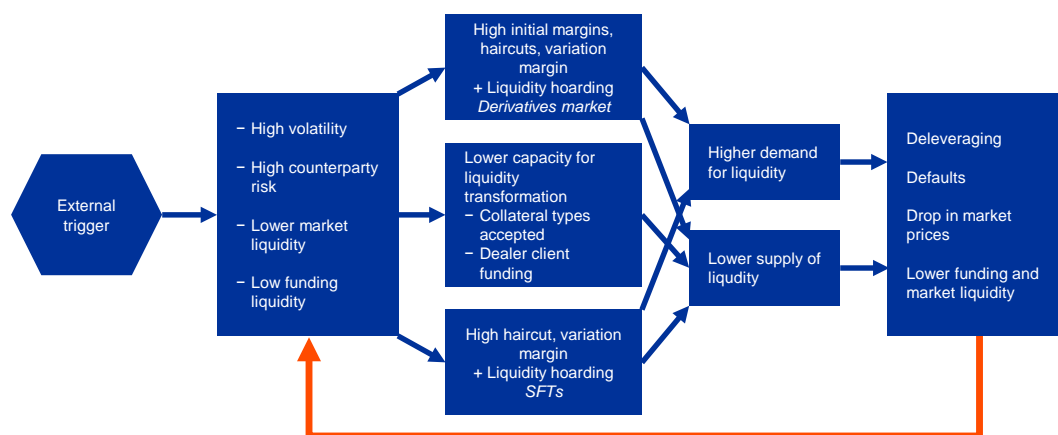 External
trigger
− High volatility
− High counterparty
risk
− Lower market
liquidity
− Low funding
liquidity
High initial margins,
haircuts, variation
margin
+ Liquidity hoarding
Derivatives market
Lower capacity for
liquidity
transformation
− Collateral types
accepted
− Dealer client
funding
High haircut, variation
margin
+ Liquidity hoarding
SFTs
Higher demand
for liquidity
Lower supply of
liqudity
Deleveraging
Defaults
Drop in market
prices
Lower funding and
market liquidity